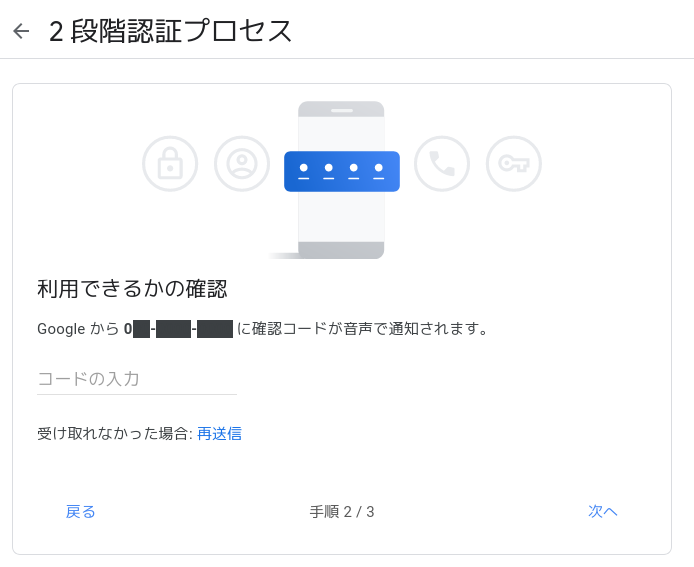 2 段階認証プロセス
利用できるかの確認
Google から 0 - - に確認コードが音声で通知されます。
コードの入力
受け取れなかった場合: 再送信
戻る 手順 2 / 3 次へ